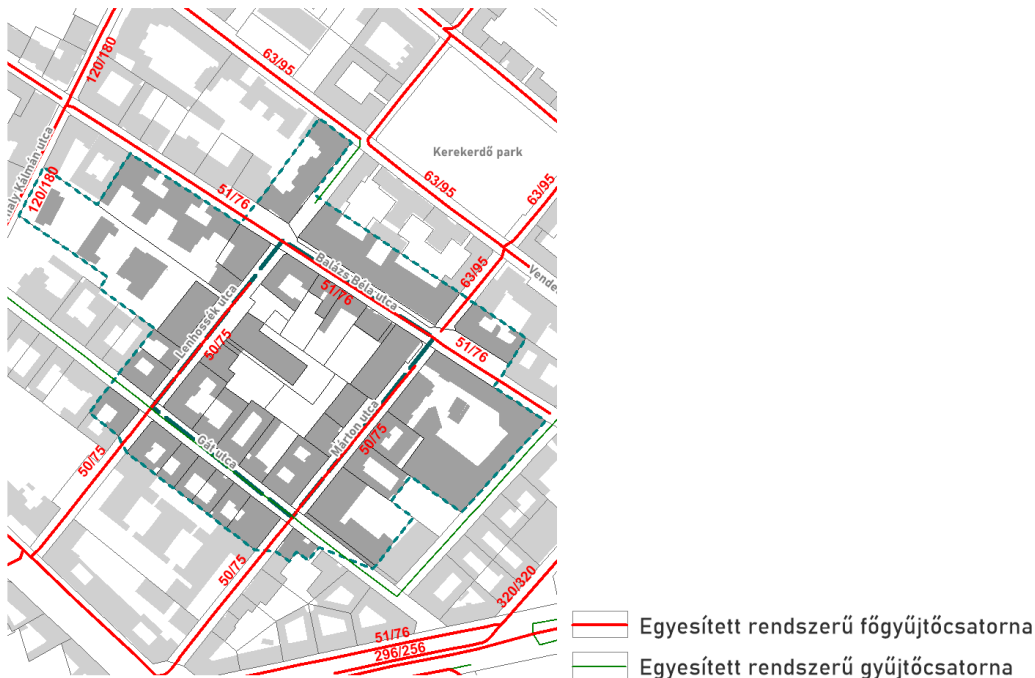 120/180
63/95
Kerekerdő park
haly Kálmán utca
120/180
51/76
63/95
63/95
Balázs Béla utca
63/95
Vende
51/76
Lenhossék utca
50/75
51/76
Márton utca
50/75
Gát utca
50/75
50/75
320/320
51/76
296/256
Egyesített rendszerű főgyűjtőcsatorna
Egyesített rendszerű gyűjtőcsatorna